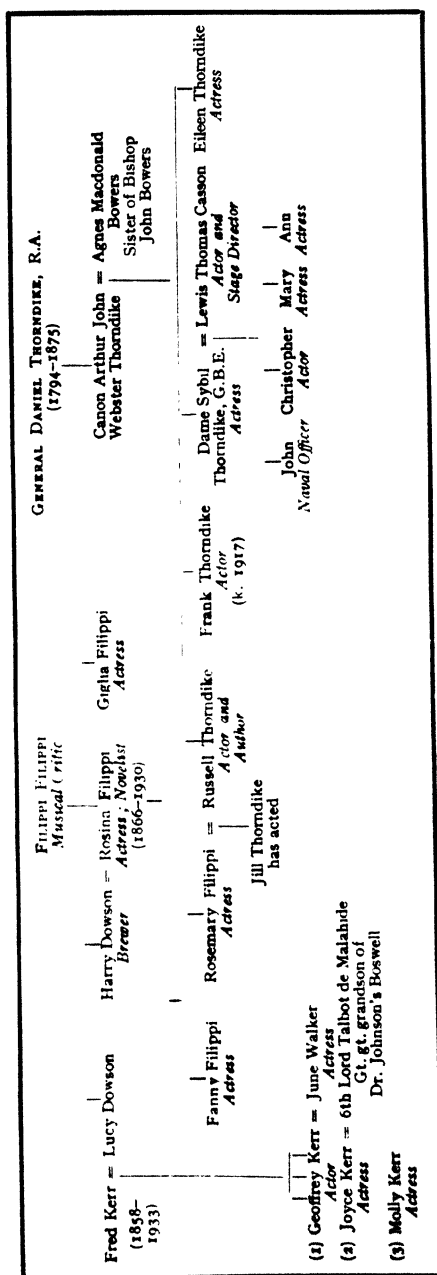 GENERAL DANIEL THORNDIKE, R.A.
(1794–1875)
FILIPPI FILIPPI
Musical Critic
Fred Kerr = Lucy Dowson
(1858–
1933)
Harry Dowson = Rosina Filippi
Brewer
Actress; Novelist
(1866–1930)
Giglia Filippi
Actress
Canon Arthur John = Agnes Macdonald
Webster Thorndike
Bowers
Sister of Bishop
John Bowers
Fanny Filippi
Actress
Rosemary Filippi = Russell Thorndike
Actress
Actor and
Author
Frank Thorndike
Actor
(k. 1917)
Dame Sybil = Lewis Thomas Casson
Thorndike, G.B.E.
Actress
Actor and
Stage Director
Eileen Thorndike
Actress
Jill Thorndike
has acted
John
Naval Officer
Christopher
Actor
Mary
Actress
Ann
Actress
(1) Geoffrey Kerr = June Walker
Actor
Actress
(2) Joyce Kerr = 6th Lord Talbot de Malahide
Actress
Gt. gt. grandson of
Dr. Johnson's Boswell
(3) Molly Kerr
Actress